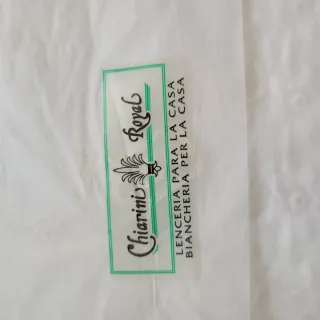 Chiarini Royal
LENCERIA PARA LA CASA
BIANCHERIA PER LA CASA